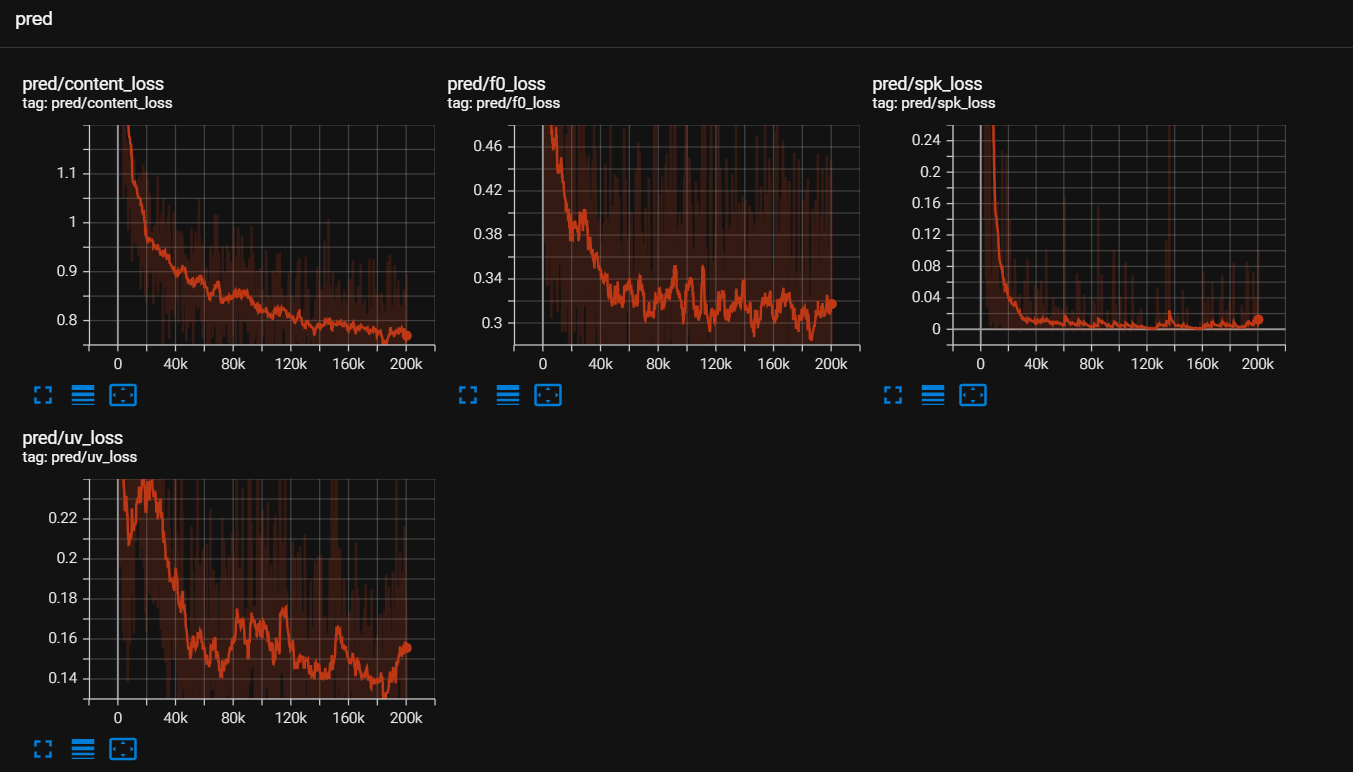 pred
pred/content_loss
tag: pred/content_loss
1.1
1
0.9
0.8
0 40k 80k 120k 160k 200k
pred/f0_loss
tag: pred/f0_loss
0.46
0.42
0.38
0.34
0.3
0 40k 80k 120k 160k 200k
pred/spk_loss
tag: pred/spk_loss
0.24
0.2
0.16
0.12
0.08
0.04
0
0 40k 80k 120k 160k 200k
pred/uv_loss
tag: pred/uv_loss
0.22
0.2
0.18
0.16
0.14
0 40k 80k 120k 160k 200k